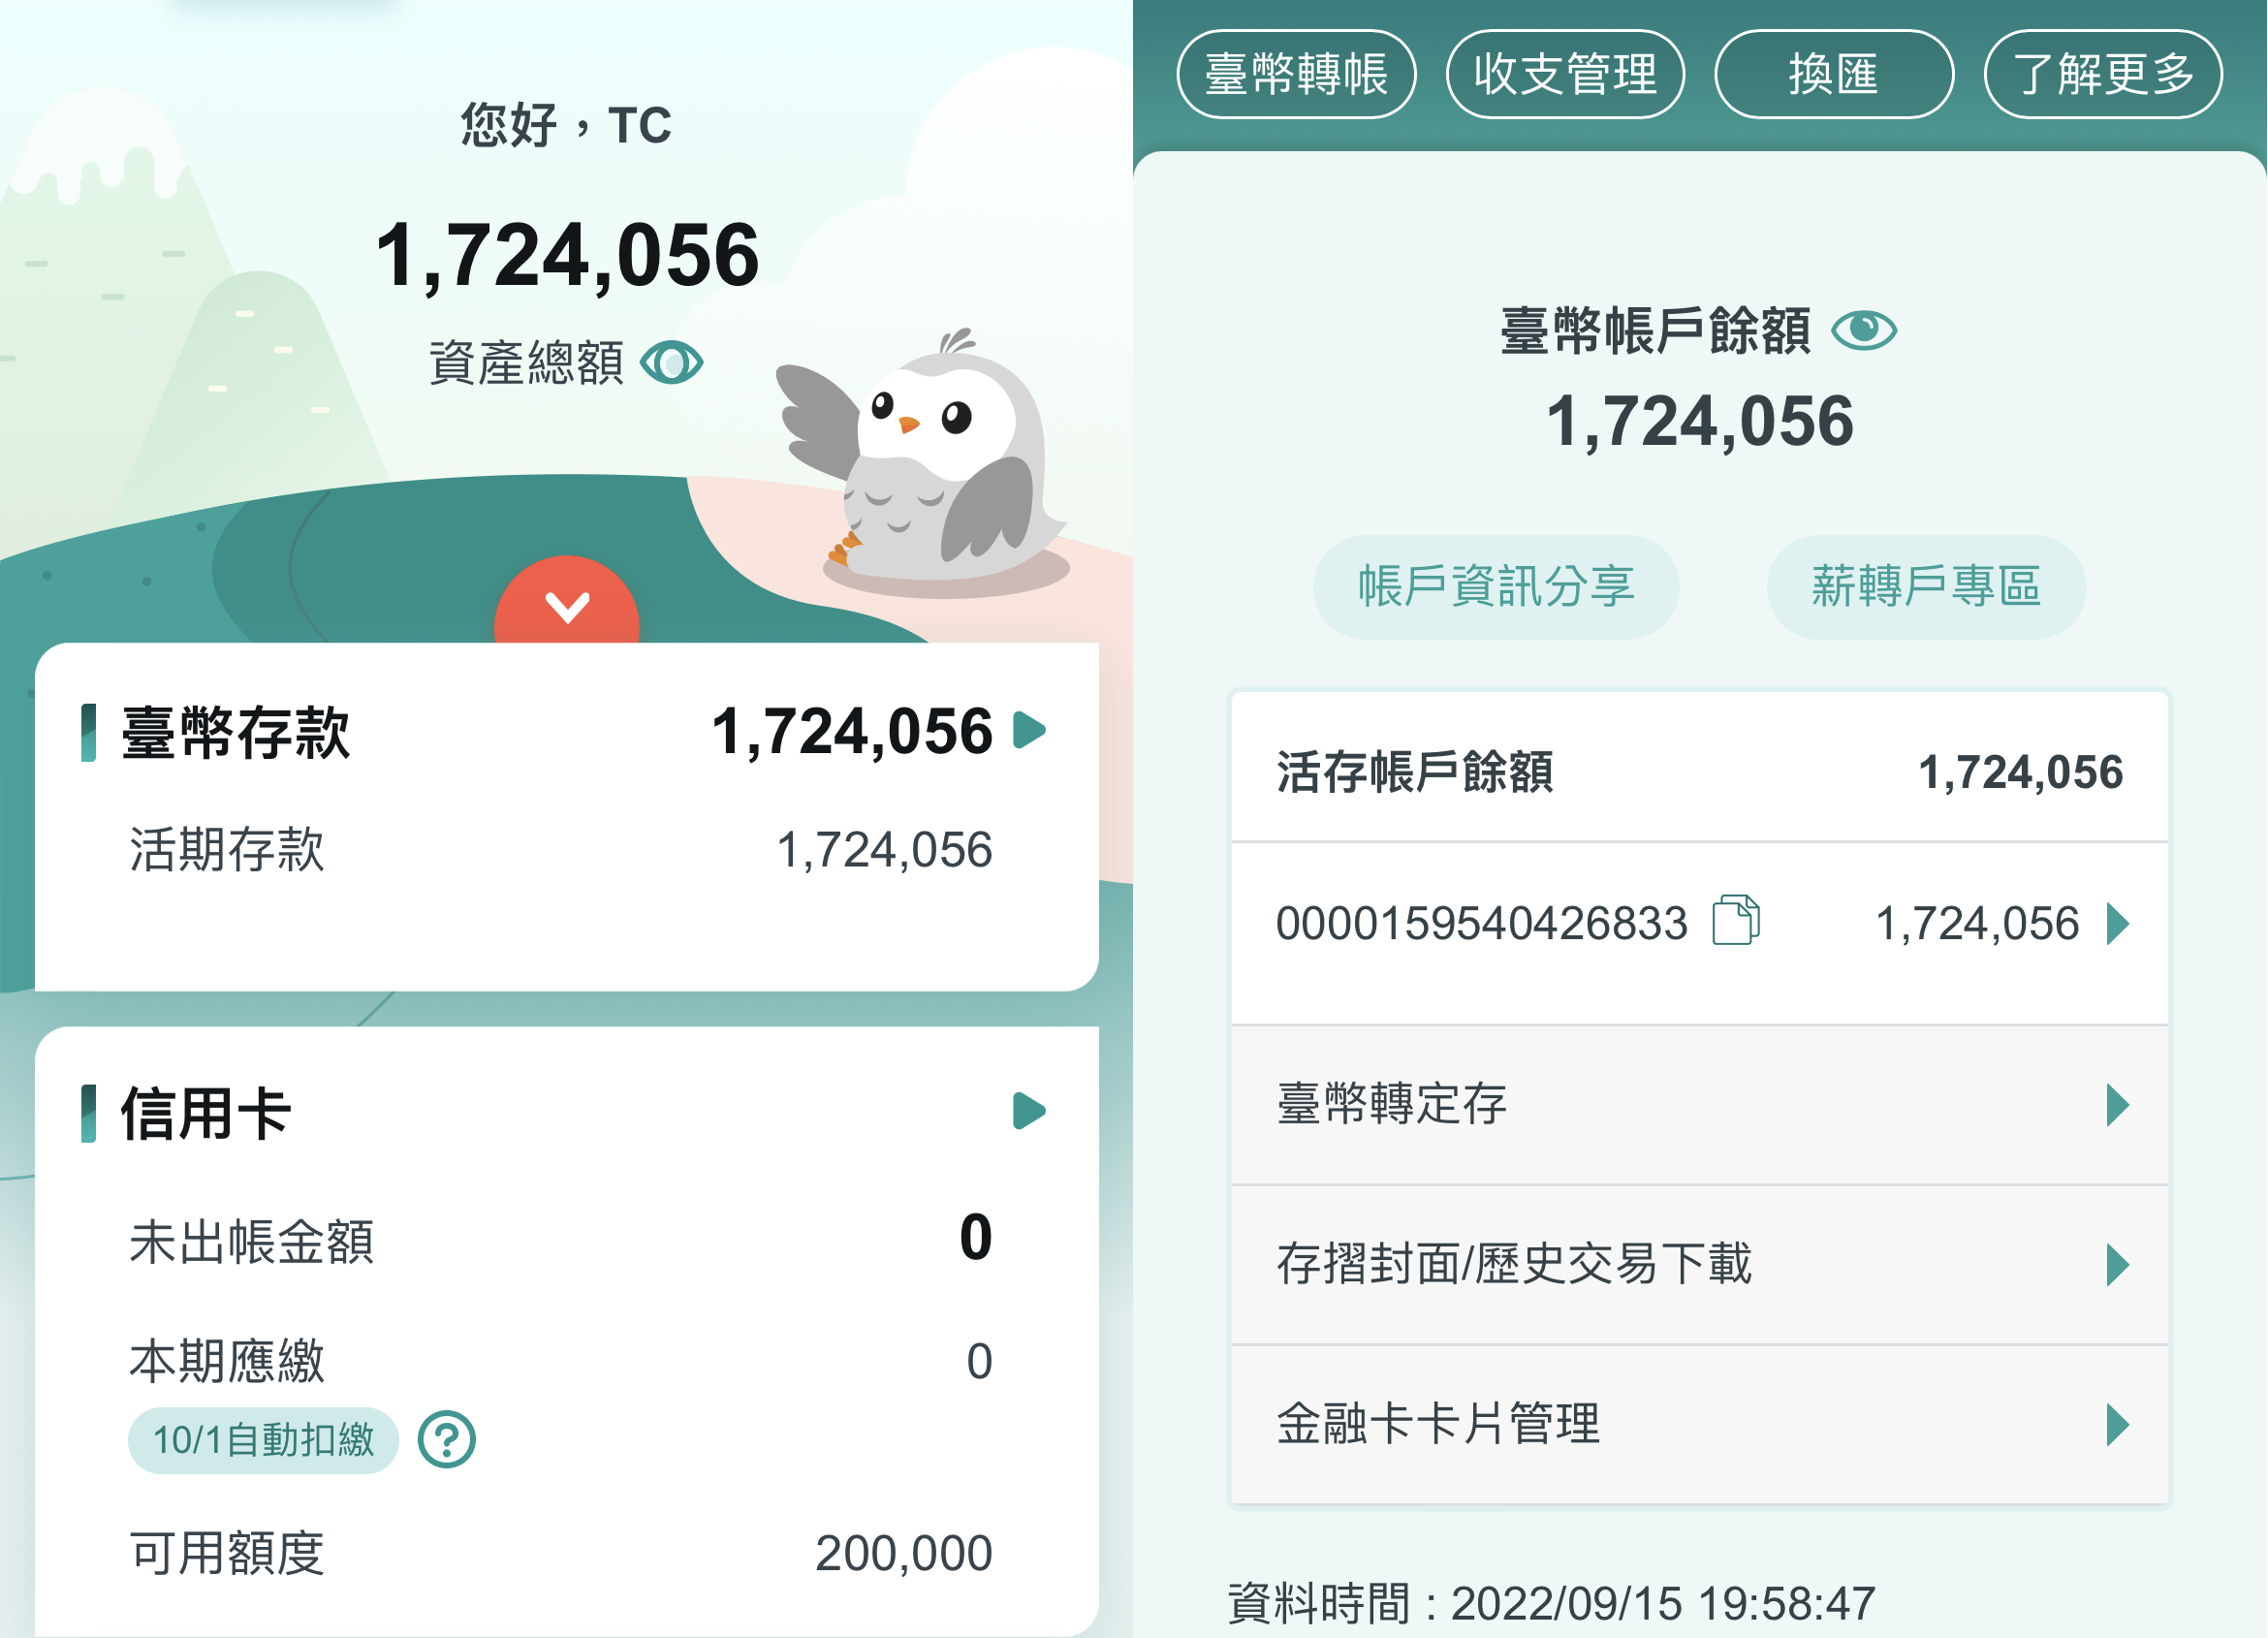 您好，TC
1,724,056
資產總額
臺幣存款 1,724,056
活期存款 1,724,056
信用卡
未出帳金額 0
本期應繳 0
10/1自動扣繳 ?
可用額度 200,000
臺幣轉帳 收支管理 換匯 了解更多
臺幣帳戶餘額
1,724,056
帳戶資訊分享 薪轉戶專區
活存帳戶餘額 1,724,056
0000159540426833 1,724,056
臺幣轉定存
存摺封面/歷史交易下載
金融卡卡片管理
資料時間 : 2022/09/15 19:58:47